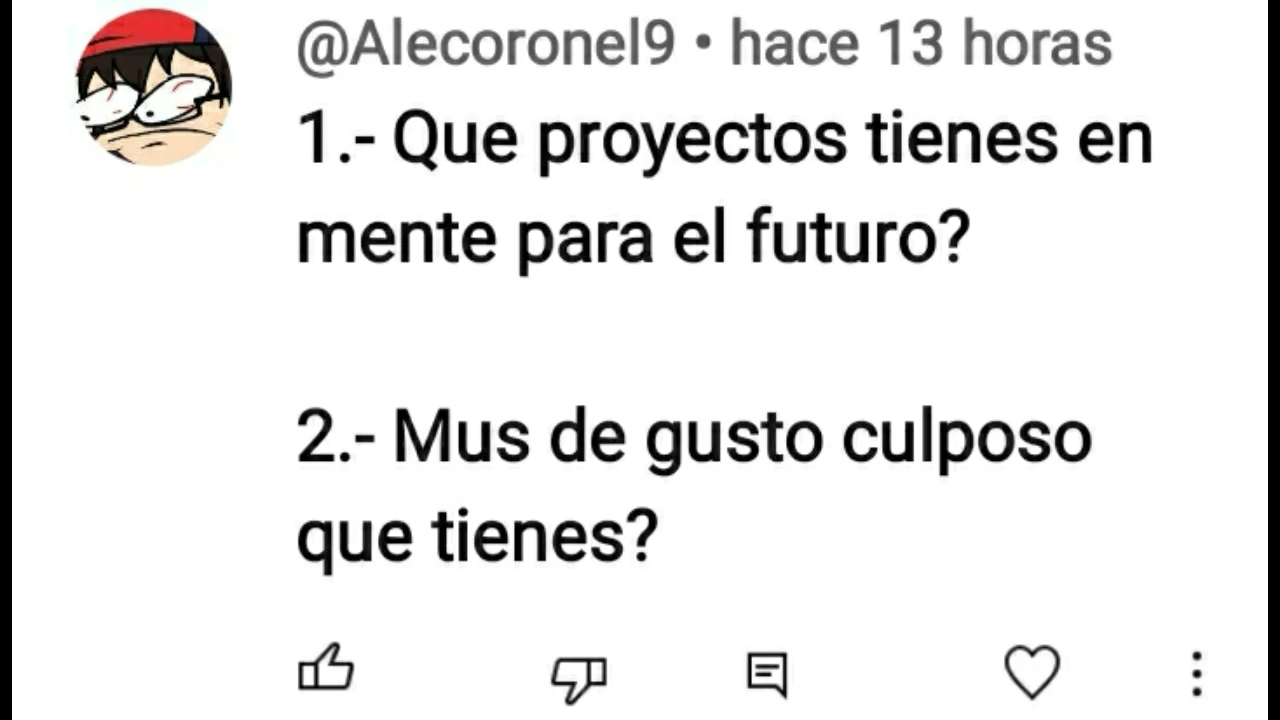 @Alecoronel9 • hace 13 horas
1.- Que proyectos tienes en
mente para el futuro?
2.- Mus de gusto culposo
que tienes?